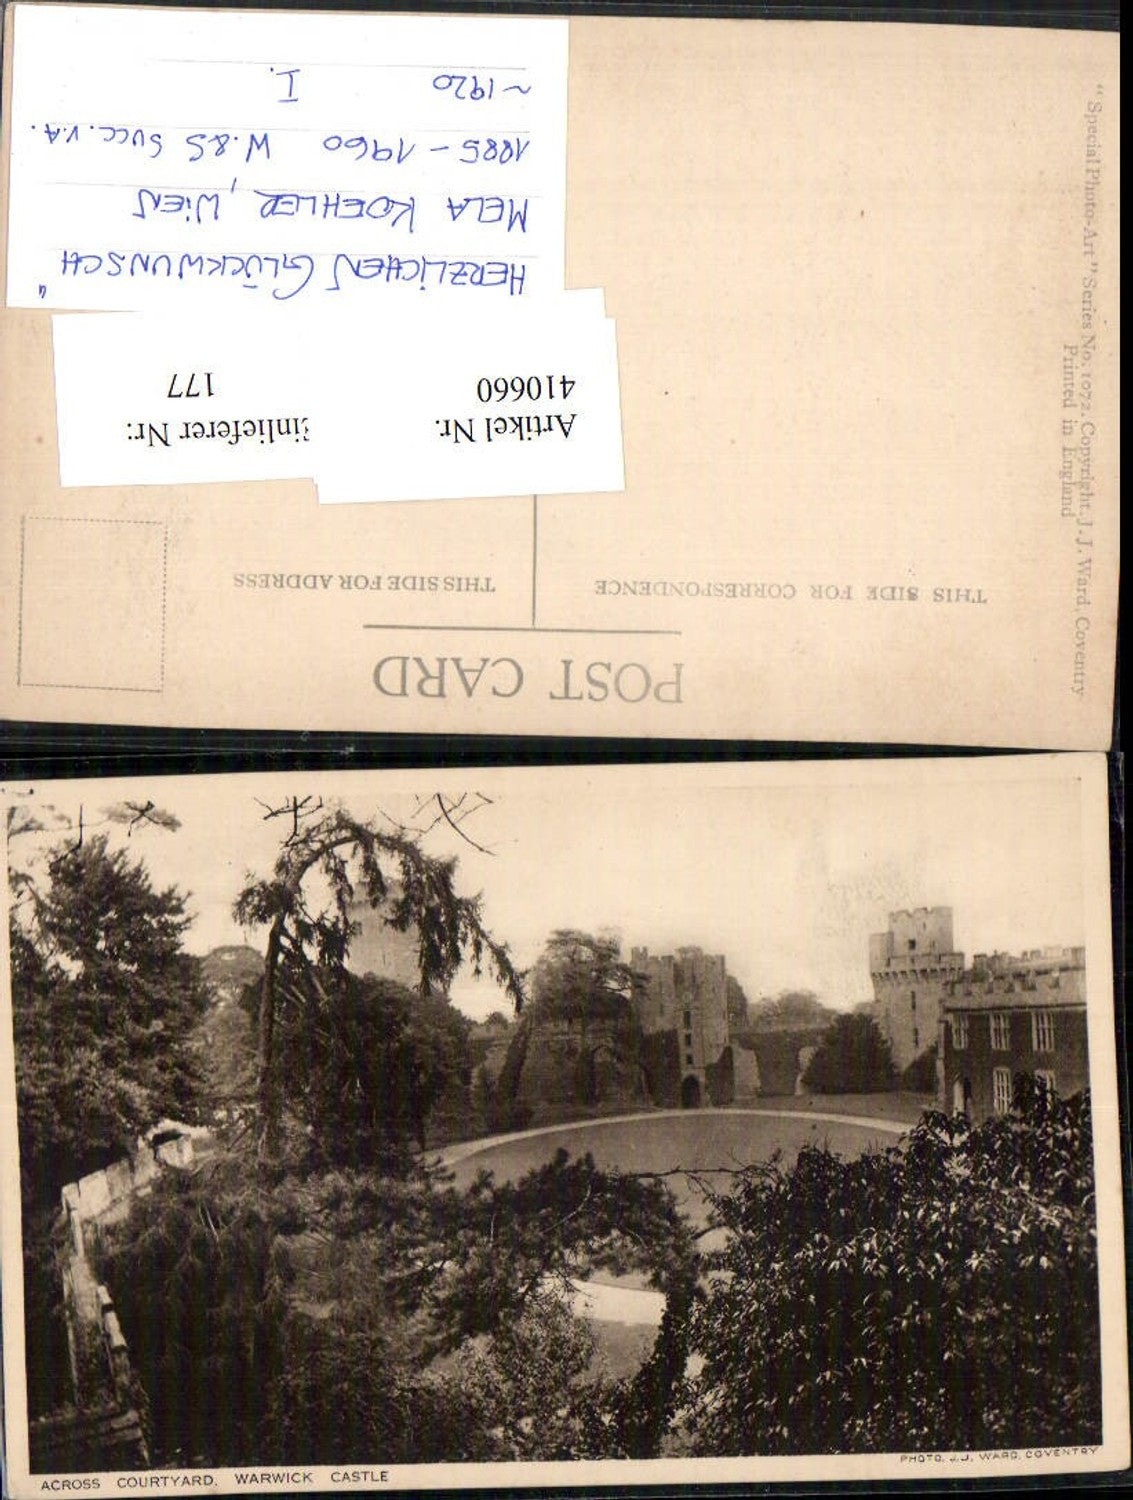 HERZLICHEN GLÜCKWUNSCH "
MELA KOEHLER, WIEN
1885 - 1960 W.&S SUCC. V.A.
~1920 I.
Artikel Nr.
410660
Einlieferer Nr.:
177
POST CARD
THIS SIDE FOR CORRESPONDENCE
THIS SIDE FOR ADDRESS
"Special Photo-Art" Series No. 1072. Copyright. J. J. Ward, Coventry
Printed in England
ACROSS COURTYARD. WARWICK CASTLE
PHOTO. J.J. WARD, COVENTRY